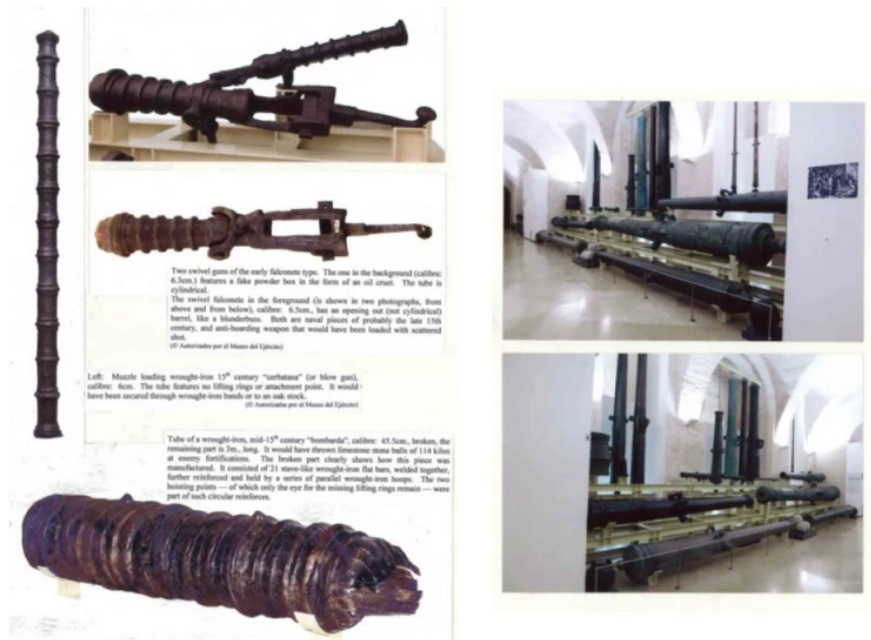 Two swivel guns of the early falconete type. The one in the background (calibre:
6.3cm.) features a fake powder box in the form of an oil cruet. The tube is
cylindrical.
The swivel falconete in the foreground (is shown in two photographs, from
above and from below), calibre: 6.5cm., has an opening out (not cylindrical)
barrel, like a blunderbuss. Both are naval pieces of probably the late 15th
century, and anti-boarding weapon that would have been loaded with scattered
shot.
(© Autorizadas por el Museo del Ejército)
Left: Muzzle loading wrought-iron 15th century "cerbatana" (or blow gun),
calibre: 6cm. The tube features no lifting rings or attachment point. It would
have been secured through wrought-iron bands or to an oak stock.
(© Autorizadas por el Museo del Ejército)
Tube of a wrought-iron, mid-15th century "bombarda", calibre: 45.5cm., broken, the
remaining part is 3m., long. It would have thrown limestone stone balls of 114 kilos
at enemy fortifications. The broken part clearly shows how this piece was
manufactured. It consisted of 21 stave-like wrought-iron flat bars, welded together,
further reinforced and held by a series of parallel wrought-iron hoops. The two
hoisting points — of which only the eye for the missing lifting rings remain — were
part of such circular reinforces.